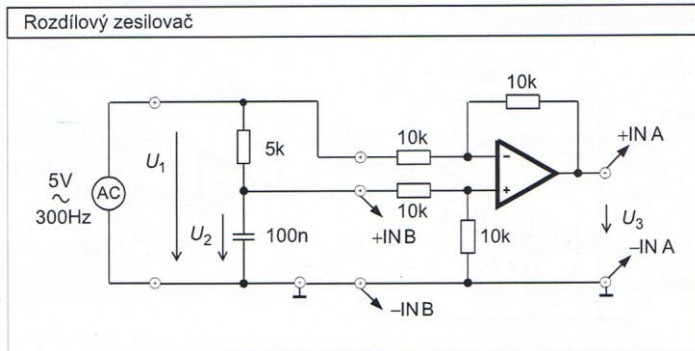 Rozdílový zesilovač
10k
10k
+IN A
5k
U1
5V
~
300Hz
AC
−
+
10k
+IN B
U2
100n
10k
U3
−IN A
−IN B